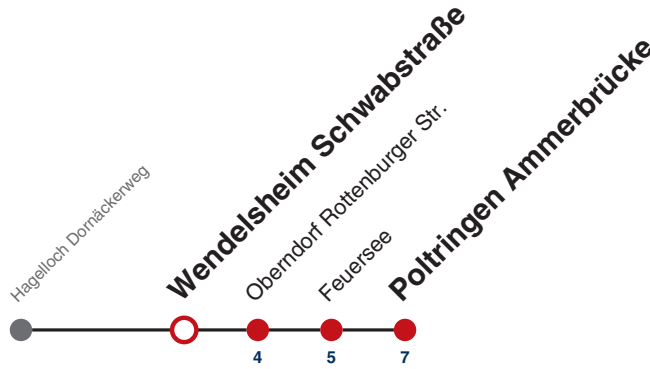 Hagelloch Dornäckerweg
Wendelsheim Schwabstraße
Oberndorf Rottenburger Str.
Feuersee
Poltringen Ammerbrücke
4
5
7